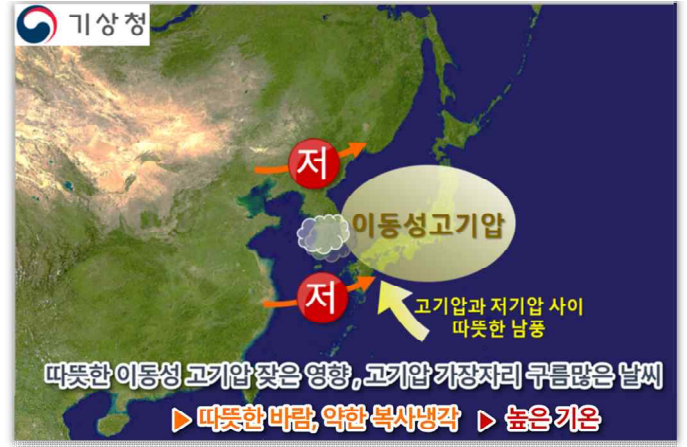 기상청
저
이동성고기압
저
고기압과 저기압 사이
따뜻한 남풍
따뜻한 이동성 고기압 잦은 영향, 고기압 가장자리 구름많은 날씨
▶ 따뜻한 바람, 약한 복사냉각 ▶ 높은 기온